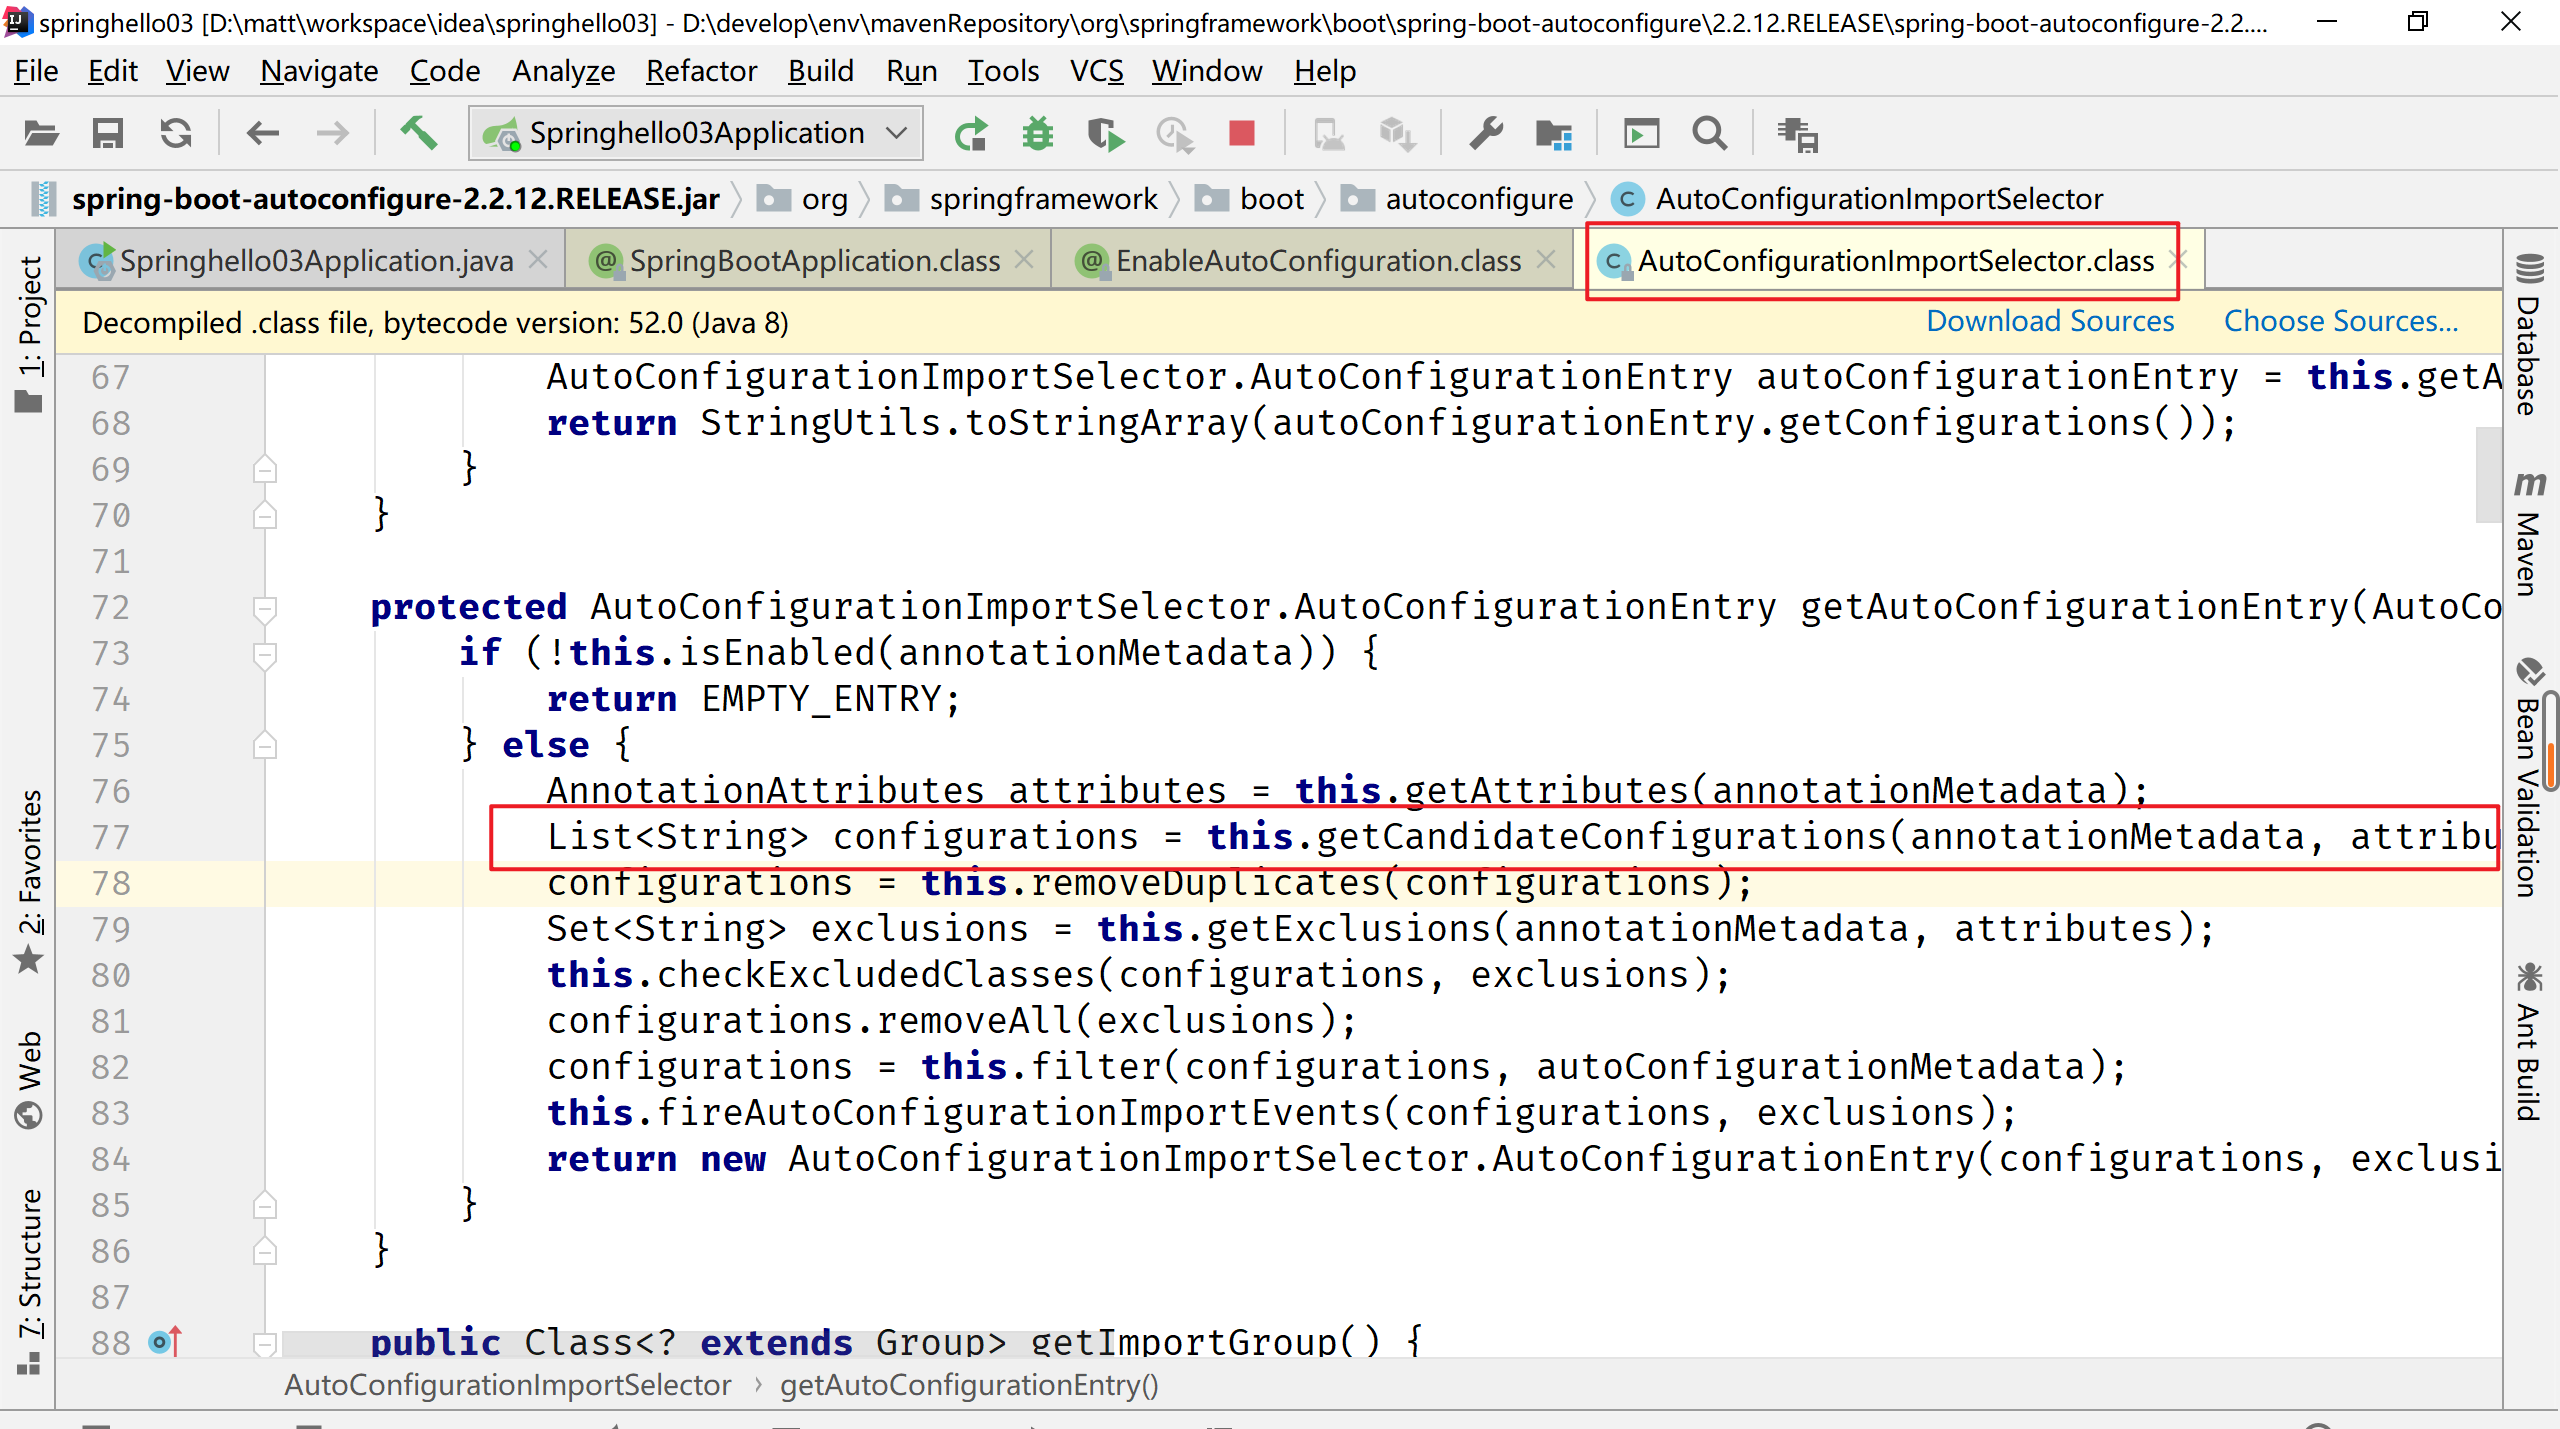 springhello03 [D:\matt\workspace\idea\springhello03] - D:\develop\env\mavenRepository\org\springframework\boot\spring-boot-autoconfigure\2.2.12.RELEASE\spring-boot-autoconfigure-2.2....
File Edit View Navigate Code Analyze Refactor Build Run Tools VCS Window Help
Springhello03Application
spring-boot-autoconfigure-2.2.12.RELEASE.jar org springframework boot autoconfigure AutoConfigurationImportSelector
Springhello03Application.java SpringBootApplication.class EnableAutoConfiguration.class AutoConfigurationImportSelector.class
Decompiled .class file, bytecode version: 52.0 (Java 8) Download Sources Choose Sources...
67 AutoConfigurationImportSelector.AutoConfigurationEntry autoConfigurationEntry = this.getA
68 return StringUtils.toStringArray(autoConfigurationEntry.getConfigurations());
69 }
70 }
71
72 protected AutoConfigurationImportSelector.AutoConfigurationEntry getAutoConfigurationEntry(AutoCo
73 if (!this.isEnabled(annotationMetadata)) {
74 return EMPTY_ENTRY;
75 } else {
76 AnnotationAttributes attributes = this.getAttributes(annotationMetadata);
77 List<String> configurations = this.getCandidateConfigurations(annotationMetadata, attribu
78 configurations = this.removeDuplicates(configurations);
79 Set<String> exclusions = this.getExclusions(annotationMetadata, attributes);
80 this.checkExcludedClasses(configurations, exclusions);
81 configurations.removeAll(exclusions);
82 configurations = this.filter(configurations, autoConfigurationMetadata);
83 this.fireAutoConfigurationImportEvents(configurations, exclusions);
84 return new AutoConfigurationImportSelector.AutoConfigurationEntry(configurations, exclusi
85 }
86 }
87
88 public Class<? extends Group> getImportGroup() {
AutoConfigurationImportSelector › getAutoConfigurationEntry()
1: Project
2: Favorites
Web
7: Structure
Database
Maven
Bean Validation
Ant Build